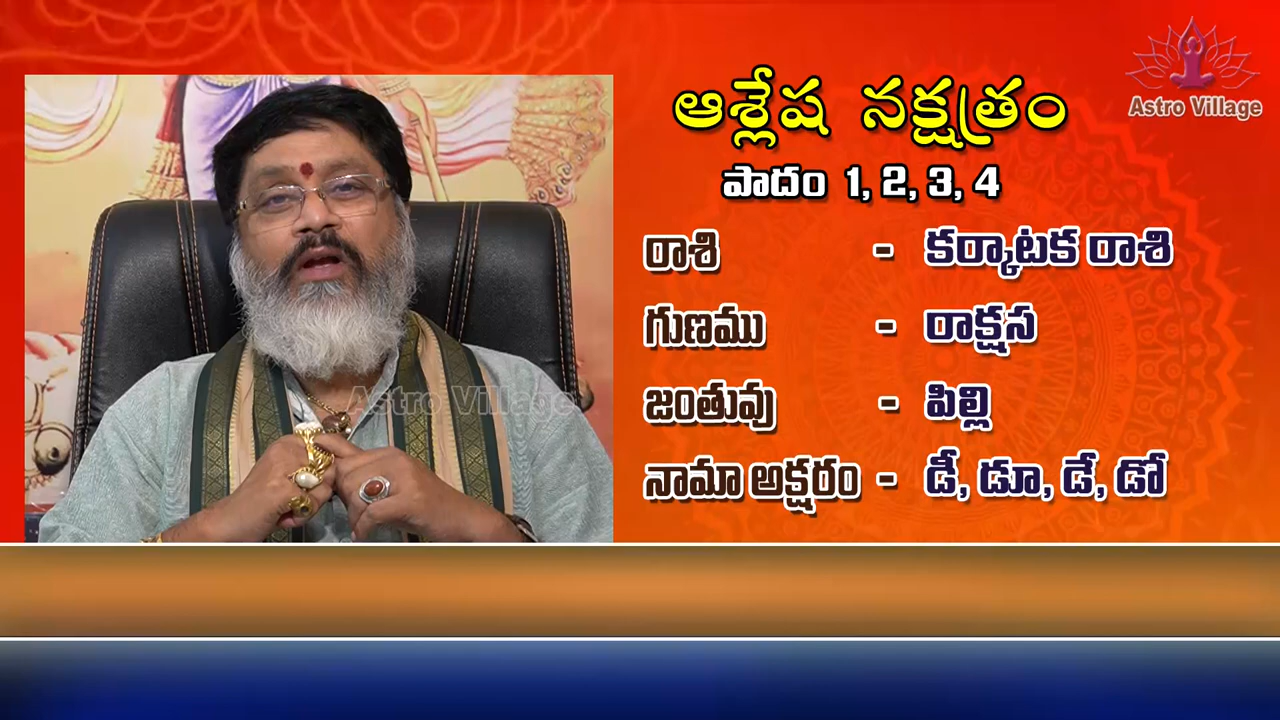 Astro Village
ఆశ్లేష నక్షత్రం
పాదం 1, 2, 3, 4
రాశి - కర్కాటక రాశి
గుణము - రాక్షస
జంతువు - పిల్లి
నామా అక్షరం - డీ, డూ, డే, డో
Astro Village